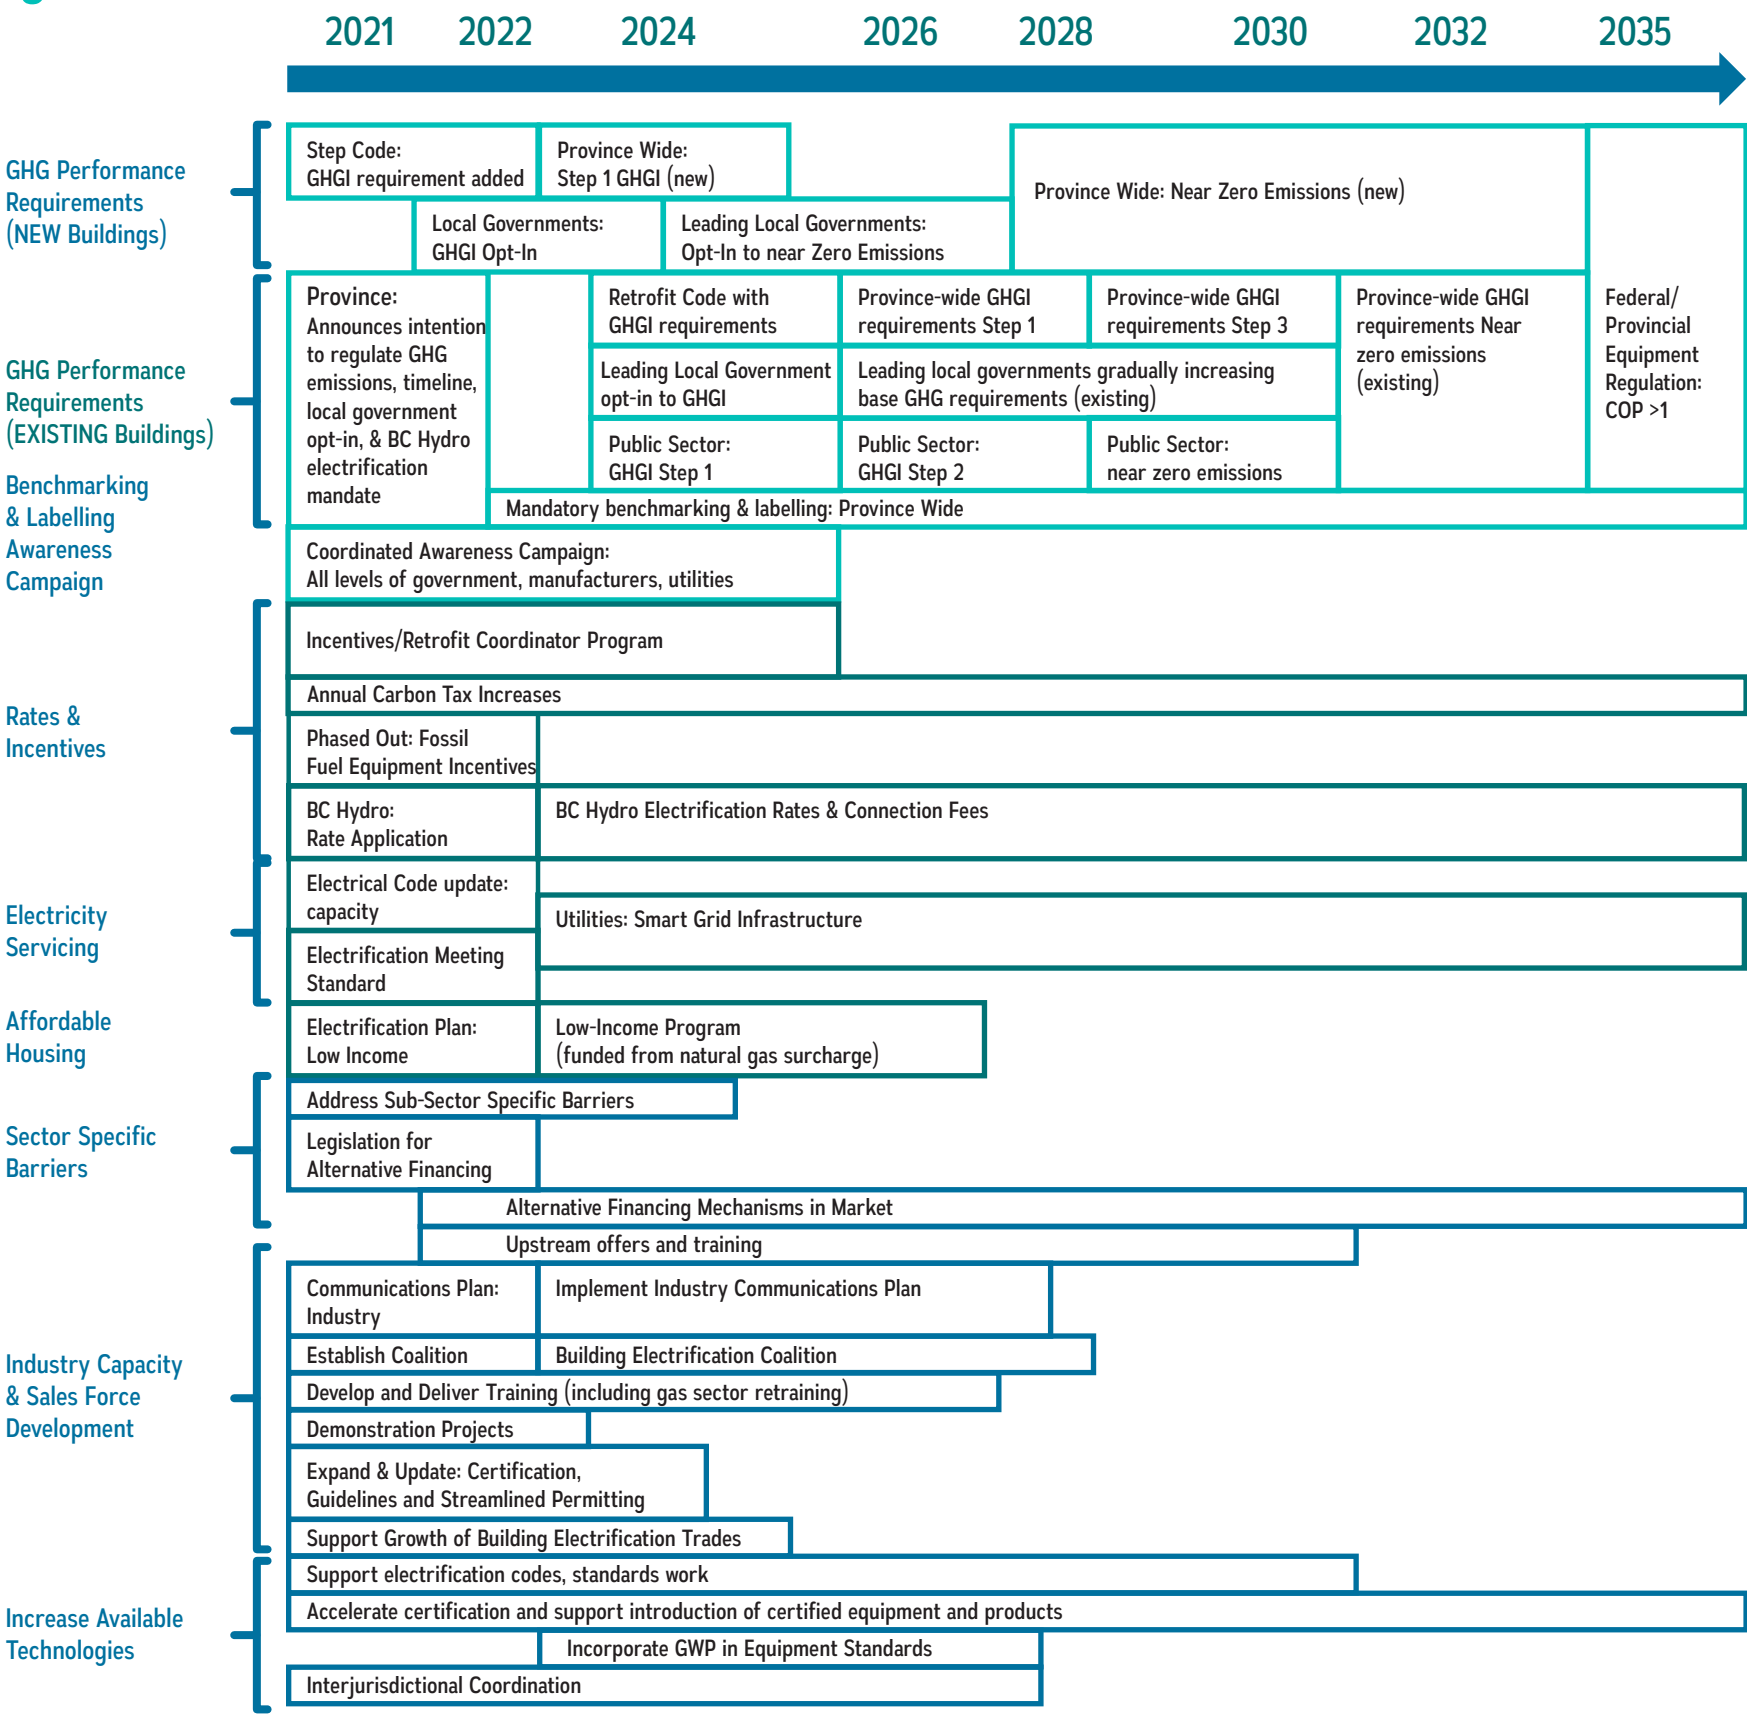 2021 2022 2024 2026 2028 2030 2032 2035
GHG Performance
Requirements
(NEW Buildings)
Step Code:
GHGI requirement added
Province Wide:
Step 1 GHGI (new)
Local Governments:
GHGI Opt-In
Leading Local Governments:
Opt-In to near Zero Emissions
Province Wide: Near Zero Emissions (new)
GHG Performance
Requirements
(EXISTING Buildings)
Province:
Announces intention
to regulate GHG
emissions, timeline,
local government
opt-in, & BC Hydro
electrification
mandate
Retrofit Code with
GHGI requirements
Province-wide GHGI
requirements Step 1
Province-wide GHGI
requirements Step 3
Province-wide GHGI
requirements Near
zero emissions
(existing)
Federal/
Provincial
Equipment
Regulation:
COP >1
Leading Local Government
opt-in to GHGI
Leading local governments gradually increasing
base GHG requirements (existing)
Public Sector:
GHGI Step 1
Public Sector:
GHGI Step 2
Public Sector:
near zero emissions
Benchmarking
& Labelling
Mandatory benchmarking & labelling: Province Wide
Awareness
Campaign
Coordinated Awareness Campaign:
All levels of government, manufacturers, utilities
Rates &
Incentives
Incentives/Retrofit Coordinator Program
Annual Carbon Tax Increases
Phased Out: Fossil
Fuel Equipment Incentives
BC Hydro:
Rate Application
BC Hydro Electrification Rates & Connection Fees
Electricity
Servicing
Electrical Code update:
capacity
Utilities: Smart Grid Infrastructure
Electrification Meeting
Standard
Affordable
Housing
Electrification Plan:
Low Income
Low-Income Program
(funded from natural gas surcharge)
Sector Specific
Barriers
Address Sub-Sector Specific Barriers
Legislation for
Alternative Financing
Alternative Financing Mechanisms in Market
Industry Capacity
& Sales Force
Development
Upstream offers and training
Communications Plan:
Industry
Implement Industry Communications Plan
Establish Coalition
Building Electrification Coalition
Develop and Deliver Training (including gas sector retraining)
Demonstration Projects
Expand & Update: Certification,
Guidelines and Streamlined Permitting
Support Growth of Building Electrification Trades
Increase Available
Technologies
Support electrification codes, standards work
Accelerate certification and support introduction of certified equipment and products
Incorporate GWP in Equipment Standards
Interjurisdictional Coordination